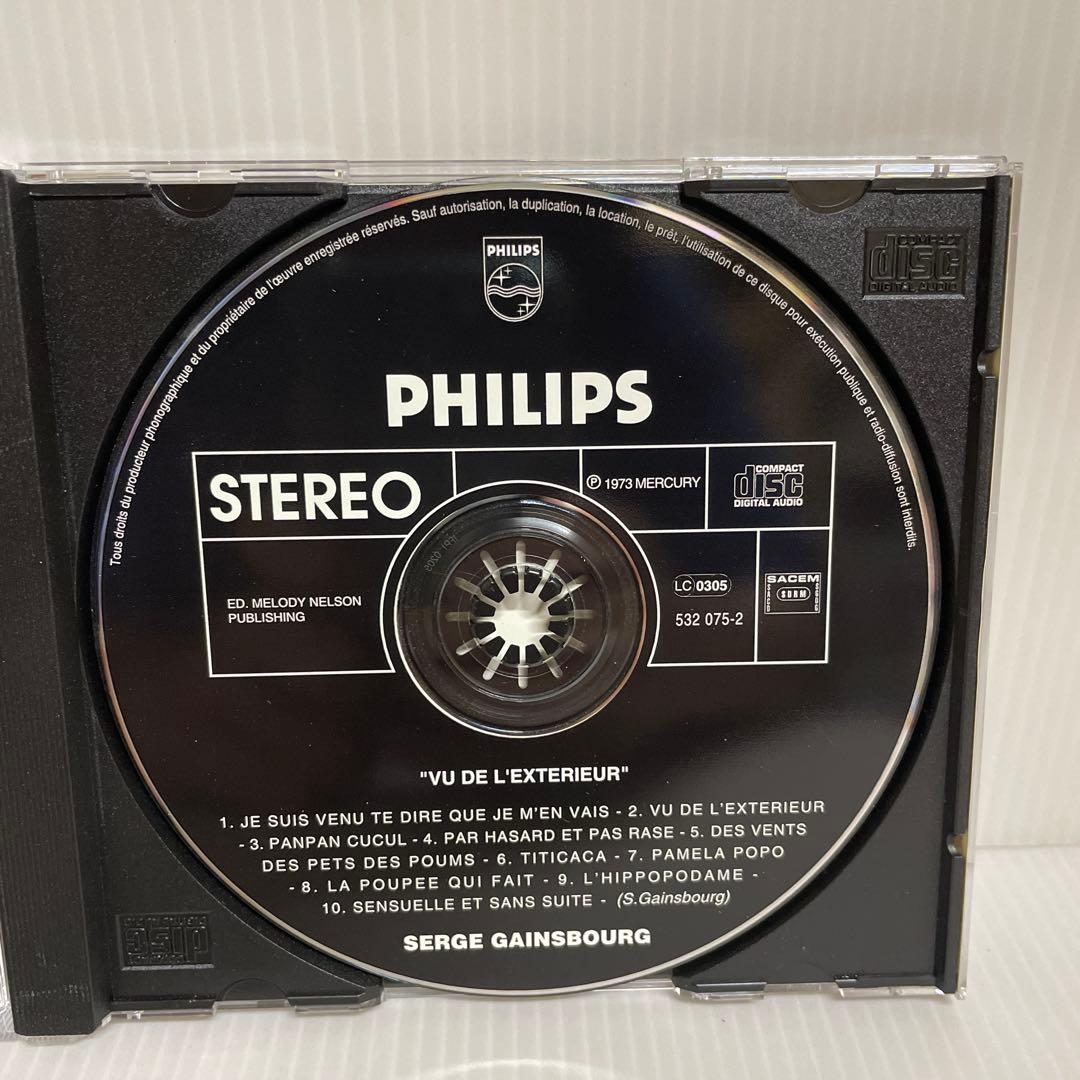 Tous droits du producteur phonographique et du propriétaire de l'œuvre enregistrée réservés. Sauf autorisation, la duplication, la location, le prêt, l'utilisation de ce disque pour exécution publique et radio-diffusion sont interdits.
PHILIPS
COMPACT
disc
DIGITAL AUDIO
PHILIPS
STEREO
℗ 1973 MERCURY
COMPACT
disc
DIGITAL AUDIO
ED. MELODY NELSON
PUBLISHING
LC 0305
532 075-2
SACEM
SACD
SDRM
SGDL
"VU DE L'EXTERIEUR"
1. JE SUIS VENU TE DIRE QUE JE M'EN VAIS - 2. VU DE L'EXTERIEUR
- 3. PANPAN CUCUL - 4. PAR HASARD ET PAS RASE - 5. DES VENTS
DES PETS DES POUMS - 6. TITICACA - 7. PAMELA POPO
- 8. LA POUPEE QUI FAIT - 9. L'HIPPOPODAME -
10. SENSUELLE ET SANS SUITE - (S.Gainsbourg)
SERGE GAINSBOURG
disc